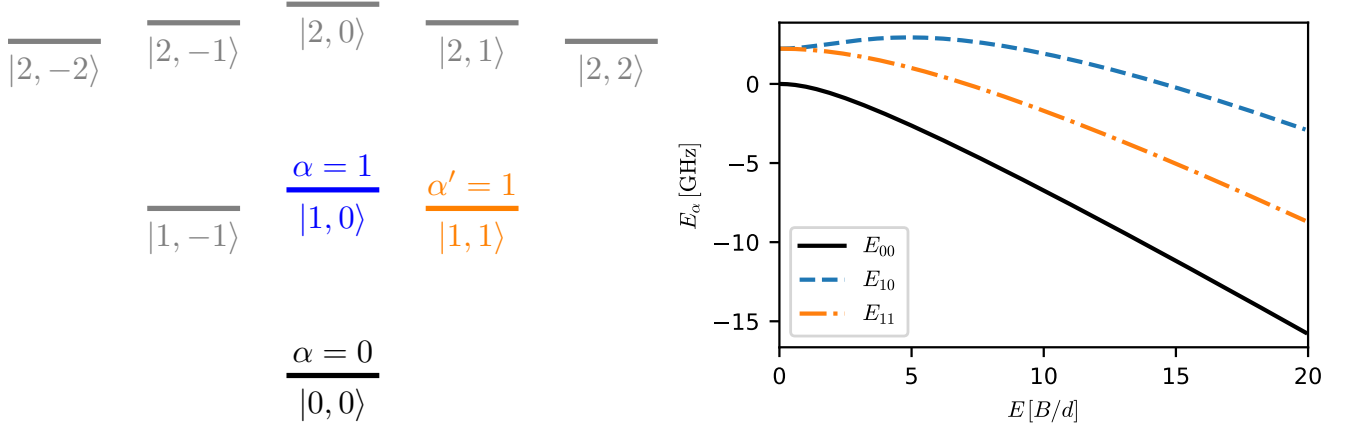 |2, −2⟩ |2, −1⟩ |2, 0⟩ |2, 1⟩ |2, 2⟩
α = 1
α′ = 1
|1, −1⟩ |1, 0⟩ |1, 1⟩
α = 0
|0, 0⟩
E_α [GHz]
0
−5
−10
−15
E_00
E_10
E_11
0 5 10 15 20
E [B/d]